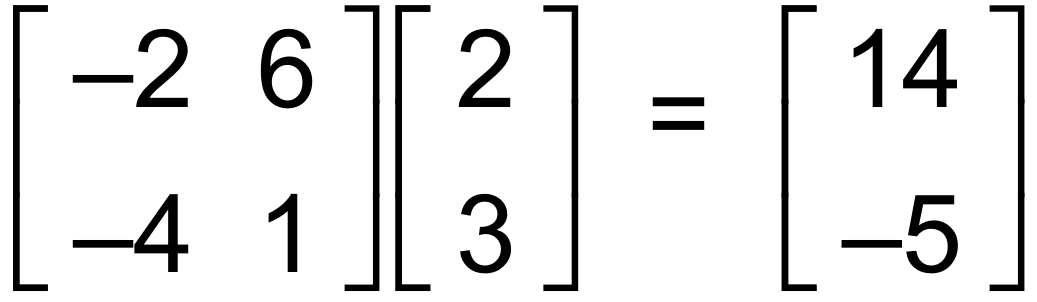 [ –2 6 ] [ 2 ] = [ 14 ]
[ –4 1 ] [ 3 ] [ –5 ]